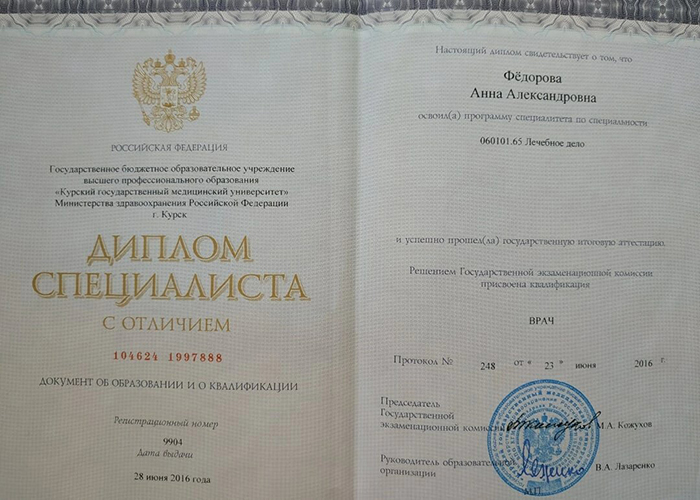 РОССИЙСКАЯ ФЕДЕРАЦИЯ
Государственное бюджетное образовательное учреждение
высшего профессионального образования
«Курский государственный медицинский университет»
Министерства здравоохранения Российской Федерации
г. Курск
ДИПЛОМ
СПЕЦИАЛИСТА
С ОТЛИЧИЕМ
104624 1997888
ДОКУМЕНТ ОБ ОБРАЗОВАНИИ И О КВАЛИФИКАЦИИ
Регистрационный номер
9904
Дата выдачи
28 июня 2016 года
Настоящий диплом свидетельствует о том, что
Фёдорова
Анна Александровна
освоил(а) программу специалитета по специальности
060101.65 Лечебное дело
и успешно прошел(ла) государственную итоговую аттестацию.
Решением Государственной экзаменационной комиссии
присвоена квалификация
ВРАЧ
Протокол № 248 от « 23 » июня 2016 г.
Председатель
Государственной
экзаменационной комиссии М.А. Кожухов
Руководитель образовательной
организации В.А. Лазаренко
М.П.